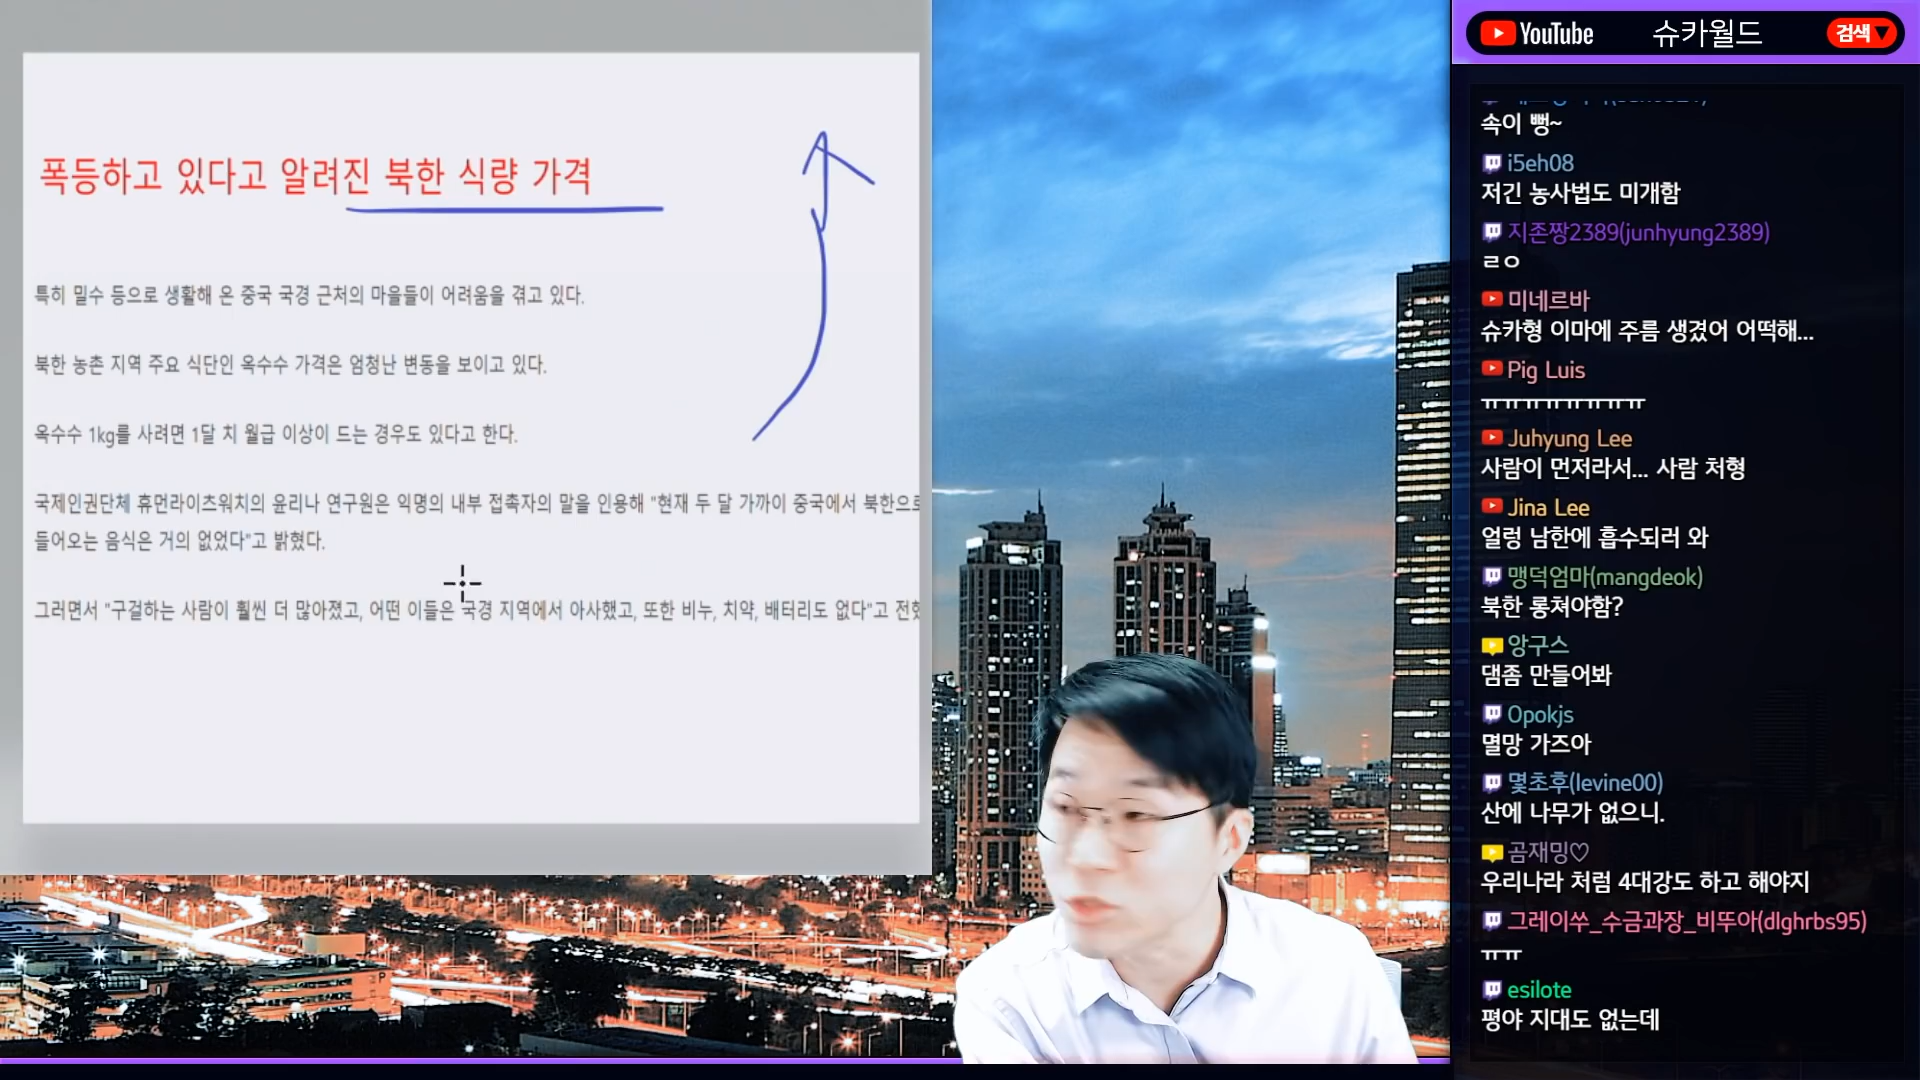 폭등하고 있다고 알려진 북한 식량 가격
특히 밀수 등으로 생활해 온 중국 국경 근처의 마을들이 어려움을 겪고 있다.
북한 농촌 지역 주요 식단인 옥수수 가격은 엄청난 변동을 보이고 있다.
옥수수 1kg를 사려면 1달 치 월급 이상이 드는 경우도 있다고 한다.
국제인권단체 휴먼라이츠워치의 윤리나 연구원은 익명의 내부 접촉자의 말을 인용해 "현재 두 달 가까이 중국에서 북한으로
들어오는 음식은 거의 없었다"고 밝혔다.
그러면서 "구걸하는 사람이 훨씬 더 많아졌고, 어떤 이들은 국경 지역에서 아사했고, 또한 비누, 치약, 배터리도 없다"고 전했
YouTube 슈카월드 검색▼
속이 뻥~
i5eh08
저긴 농사법도 미개함
지존짱2389(junhyung2389)
ㄹㅇ
미네르바
슈카형 이마에 주름 생겼어 어떡해...
Pig Luis
ㅠㅠㅠㅠㅠㅠㅠㅠ
Juhyung Lee
사람이 먼저라서... 사람 처형
Jina Lee
얼렁 남한에 흡수되러 와
맹덕엄마(mangdeok)
북한 롱쳐야함?
앙구스
댐좀 만들어봐
Opokjs
멸망 가즈아
몇초후(levine00)
산에 나무가 없으니.
곰재밍♡
우리나라 처럼 4대강도 하고 해야지
그레이쑤_수금과장_비뚜아(dlghrbs95)
ㅠㅠ
esilote
평야 지대도 없는데